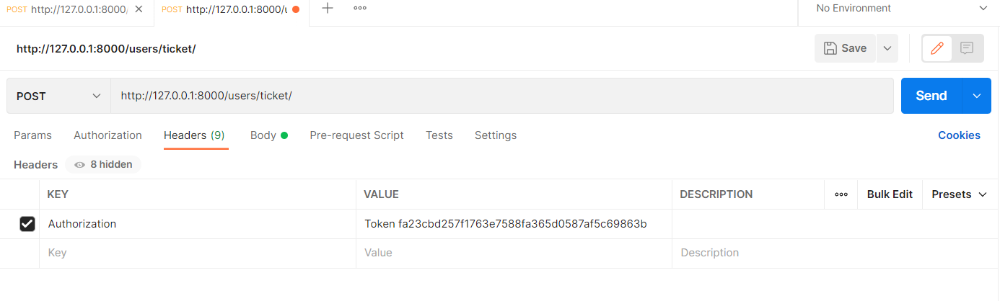 POST http://127.0.0.1:8000/ POST http://127.0.0.1:8000/u No Environment
http://127.0.0.1:8000/users/ticket/ Save
POST http://127.0.0.1:8000/users/ticket/ Send
Params Authorization Headers (9) Body Pre-request Script Tests Settings Cookies
Headers 8 hidden
KEY VALUE DESCRIPTION Bulk Edit Presets
Authorization Token fa23cbd257f1763e7588fa365d0587af5c69863b
Key Value Description